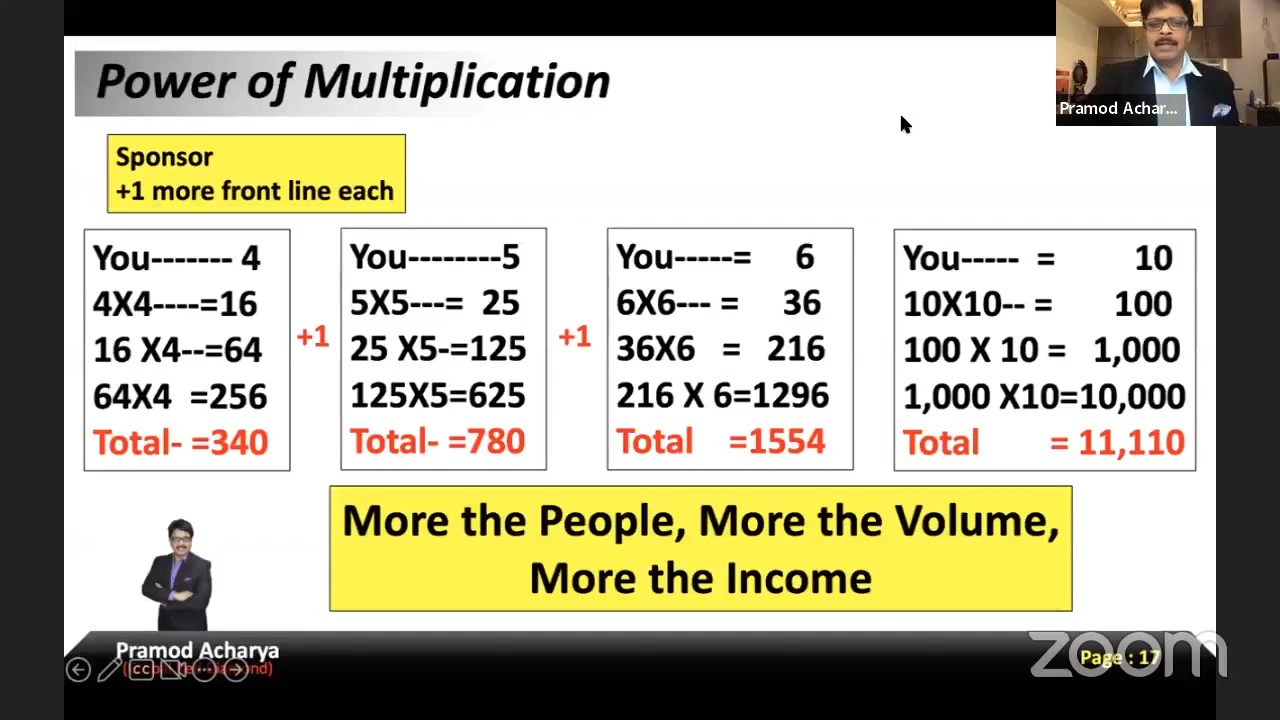 Power of Multiplication
Pramod Achar...
Sponsor
+1 more front line each
You------- 4
4X4----=16
16 X4--=64
64X4 =256
Total- =340
+1
You--------5
5X5---= 25
25 X5-=125
125X5=625
Total- =780
+1
You-----= 6
6X6--- = 36
36X6 = 216
216 X 6=1296
Total =1554
You----- = 10
10X10-- = 100
100 X 10 = 1,000
1,000 X10=10,000
Total = 11,110
More the People, More the Volume,
More the Income
Pramod Acharya
zoom
Page : 17